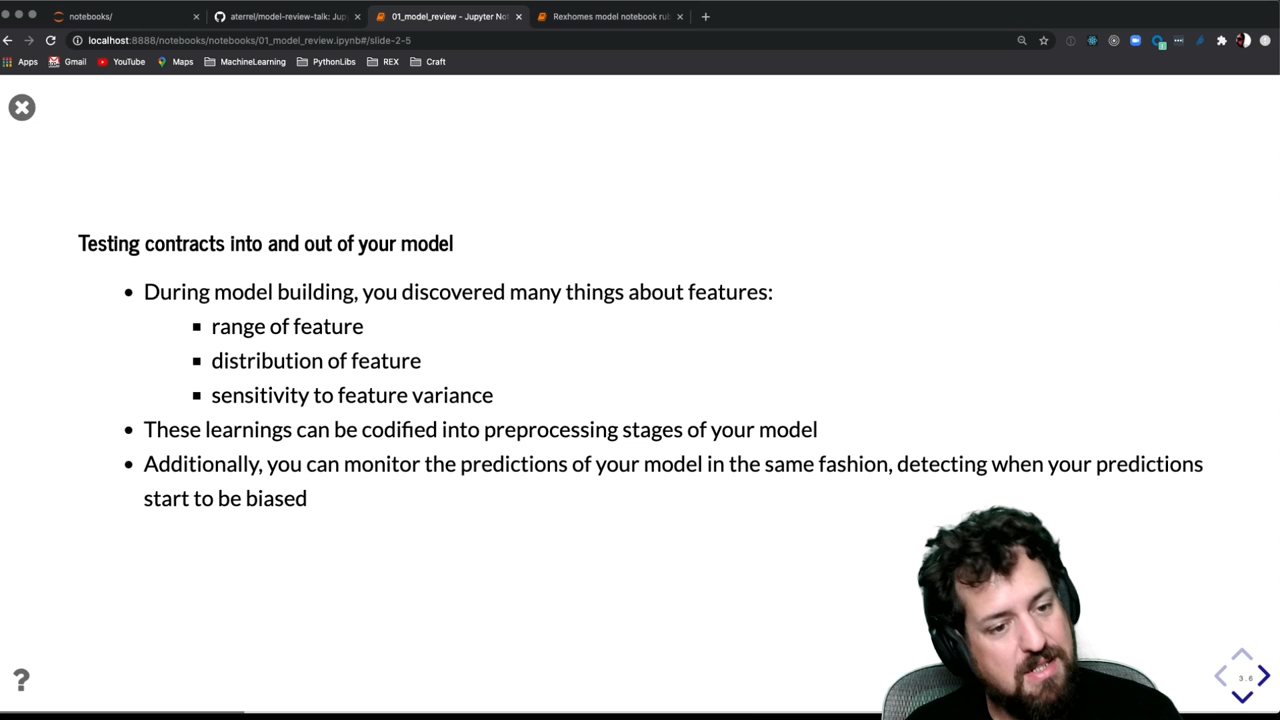 notebooks/
aterrel/model-review-talk: Jup
01_model_review - Jupyter No
Rexhomes model notebook rub
localhost:8888/notebooks/notebooks/01_model_review.ipynb#/slide-2-5
Apps Gmail YouTube Maps MachineLearning PythonLibs REX Craft
Testing contracts into and out of your model
During model building, you discovered many things about features:
range of feature
distribution of feature
sensitivity to feature variance
These learnings can be codified into preprocessing stages of your model
Additionally, you can monitor the predictions of your model in the same fashion, detecting when your predictions
start to be biased
?
3.6